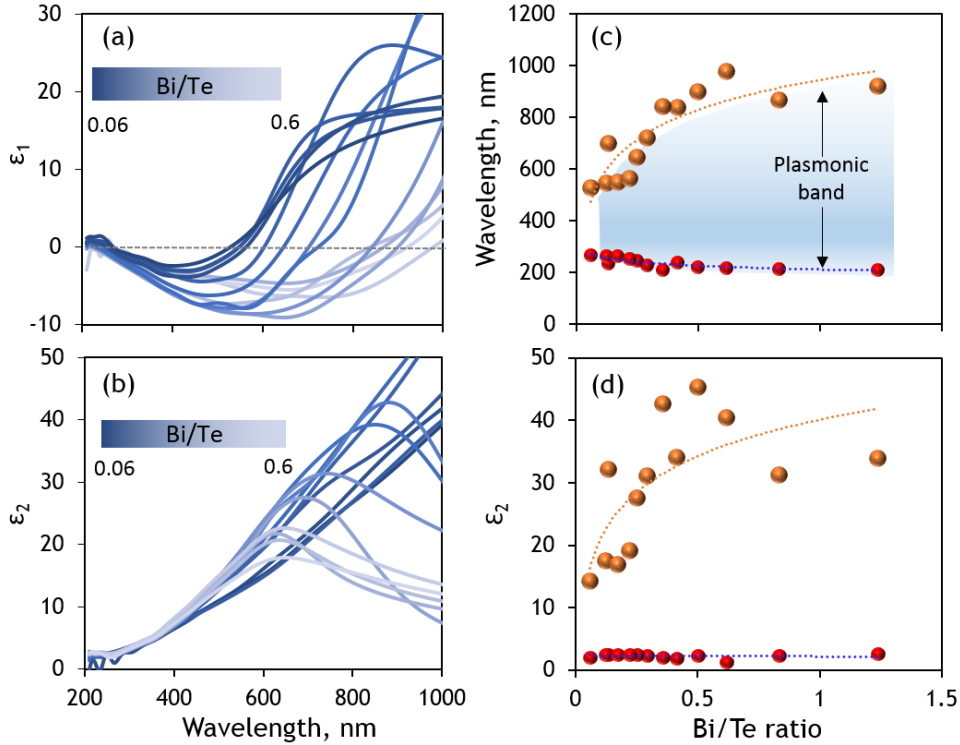 (a)
30
20
10
0
-10
ε1
Bi/Te
0.06
0.6
(c)
1200
1000
800
600
400
200
0
Wavelength, nm
Plasmonic
band
(b)
50
40
30
20
10
0
ε2
Bi/Te
0.06
0.6
200
400
600
800
1000
Wavelength, nm
(d)
50
40
30
20
10
0
ε2
0
0.5
1
1.5
Bi/Te ratio